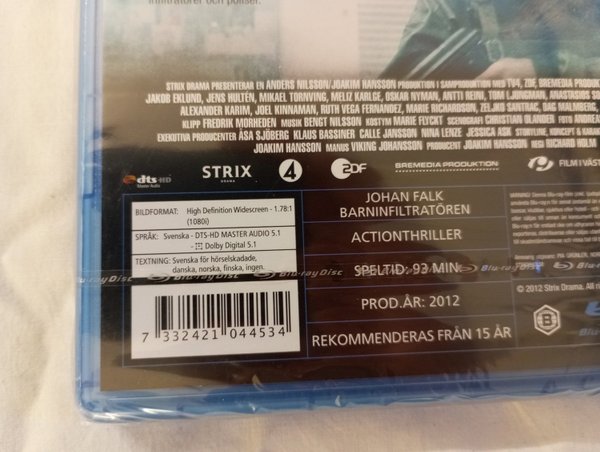 infiltratörer och poliser.
STRIX DRAMA PRESENTERAR EN ANDERS NILSSON/JOAKIM HANSSON PRODUKTION I SAMPRODUKTION MED TV4, ZDF, BREMEDIA PRODUKTION
JAKOB EKLUND, JENS HULTÉN, MIKAEL TORNVING, MELIZ KARLGE, OSKAR NYMAN, ANTTI REINI, TOM LJUNGMAN,
ALEXANDER KARIM, JOEL KINNAMAN, RUTH VEGA FERNANDEZ, MARIE RICHARDSON, ZELJKO SANTRAC, DAG MALMBERG
KLIPP FREDRIK MORHEDEN MUSIK BENGT NILSSON KOSTYM MARIE FLYCKT SCENOGRAFI CHRISTIAN OLANDER FOTO ANDREAS
EXEKUTIVA PRODUCENTER ÅSA SJÖBERG KLAUS BASSINER CALLE JANSSON NINA LENZE JESSICA ASK STORYLINE, KONCEPT &
JOAKIM HANSSON MANUS VIKING JOHANSSON PRODUCENT JOAKIM HANSSON REGI RICHARD HOLM
dts-HD
Master Audio
STRIX
DRAMA
4
ZDF
BREMEDIA PRODUKTION
FILM I VÄST
BILDFORMAT: High Definition Widescreen - 1.78:1
(1080i)
SPRÅK: Svenska - DTS-HD MASTER AUDIO 5.1
- Dolby Digital 5.1
TEXTNING: Svenska för hörselskadade,
danska, norska, finska, ingen.
Blu-ray Disc
7 332421 044534
JOHAN FALK
BARNINFILTRATÖREN
ACTIONTHRILLER
SPELTID: 93 MIN.
PROD.ÅR: 2012
REKOMMENDERAS FRÅN 15 ÅR
© 2012 Strix Drama. All
B